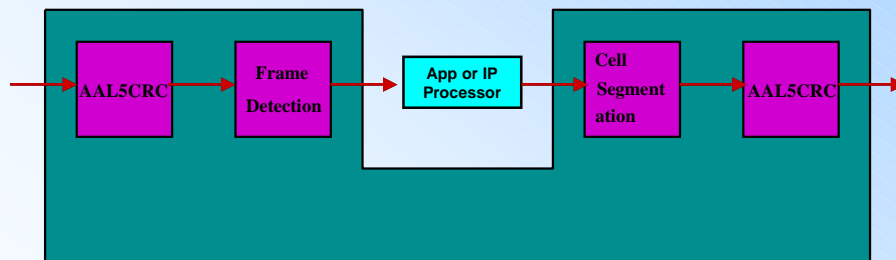 AAL5CRC
Frame
Detection
App or IP
Processor
Cell
Segment
ation
AAL5CRC